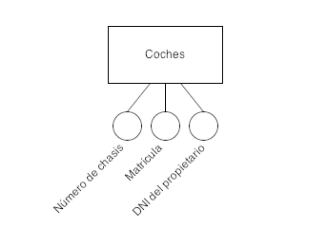 Coches
Número de chasis
Matrícula
DNI del propietario